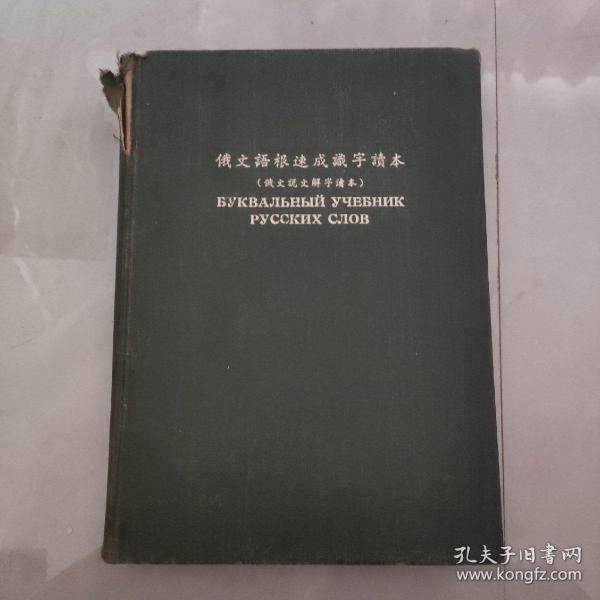 俄文語根速成識字讀本
(俄文説文解字讀本)
БУКВАЛЬНЫЙ УЧЕБНИК
РУССКИХ СЛОВ
孔夫子旧书网
www.kongfz.com